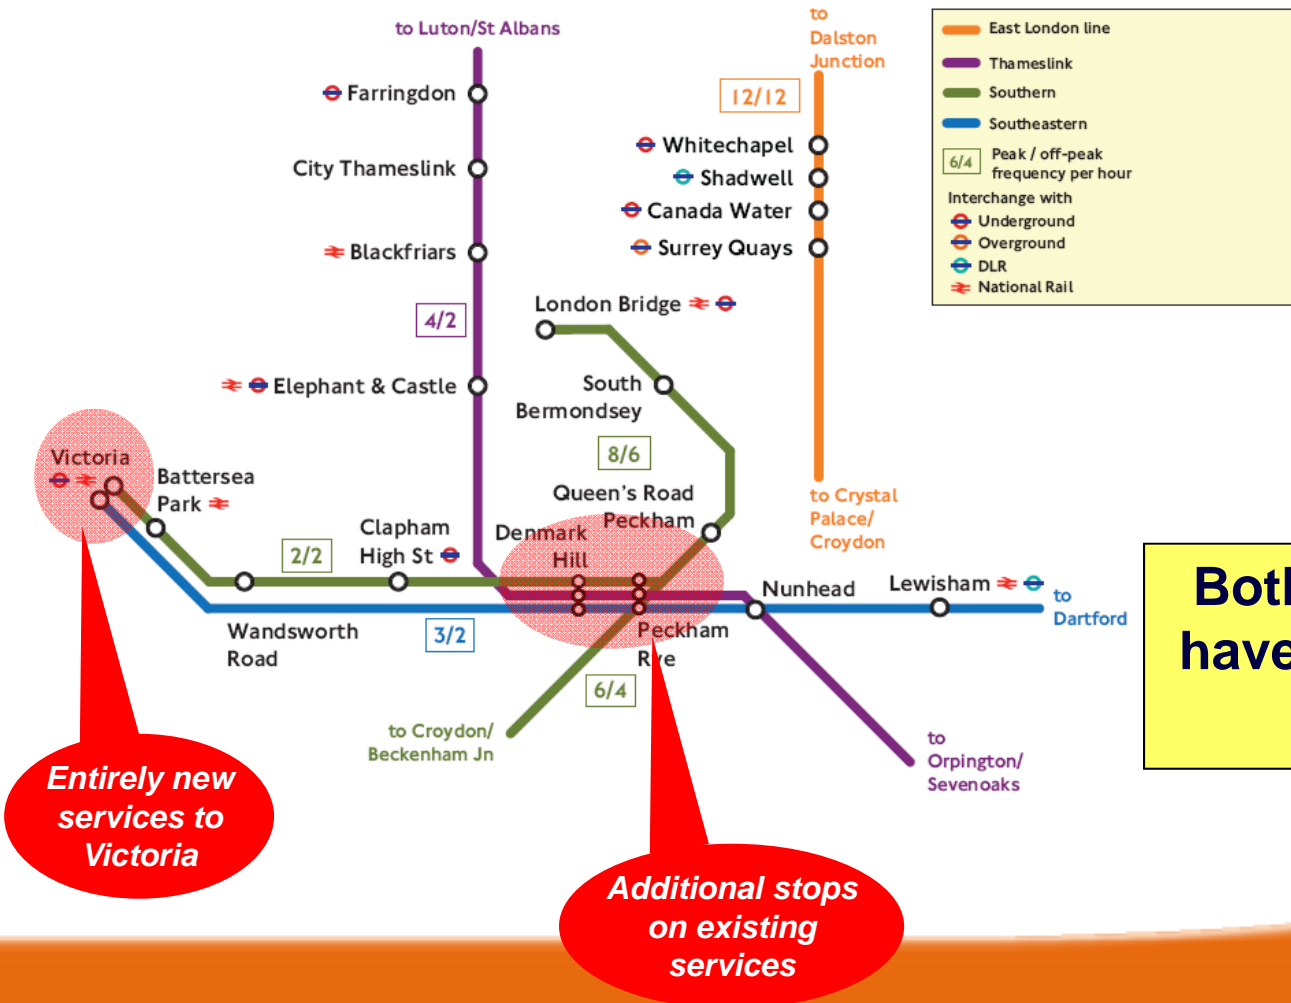 to Luton/St Albans
Farringdon
City Thameslink
Blackfriars
4/2
Elephant & Castle
to
Dalston
Junction
12/12
Whitechapel
Shadwell
Canada Water
Surrey Quays
to Crystal
Palace/
Croydon
East London line
Thameslink
Southern
Southeastern
6/4
Peak / off-peak
frequency per hour
Interchange with
Underground
Overground
DLR
National Rail
London Bridge
South
Bermondsey
8/6
Queen's Road
Peckham
Victoria
Battersea
Park
2/2
Clapham
High St
Denmark
Hill
Wandsworth
Road
3/2
Peckham
Rye
6/4
Nunhead
Lewisham
to
Dartford
to Croydon/
Beckenham Jn
to
Orpington/
Sevenoaks
Entirely new
services to
Victoria
Additional stops
on existing
services
have